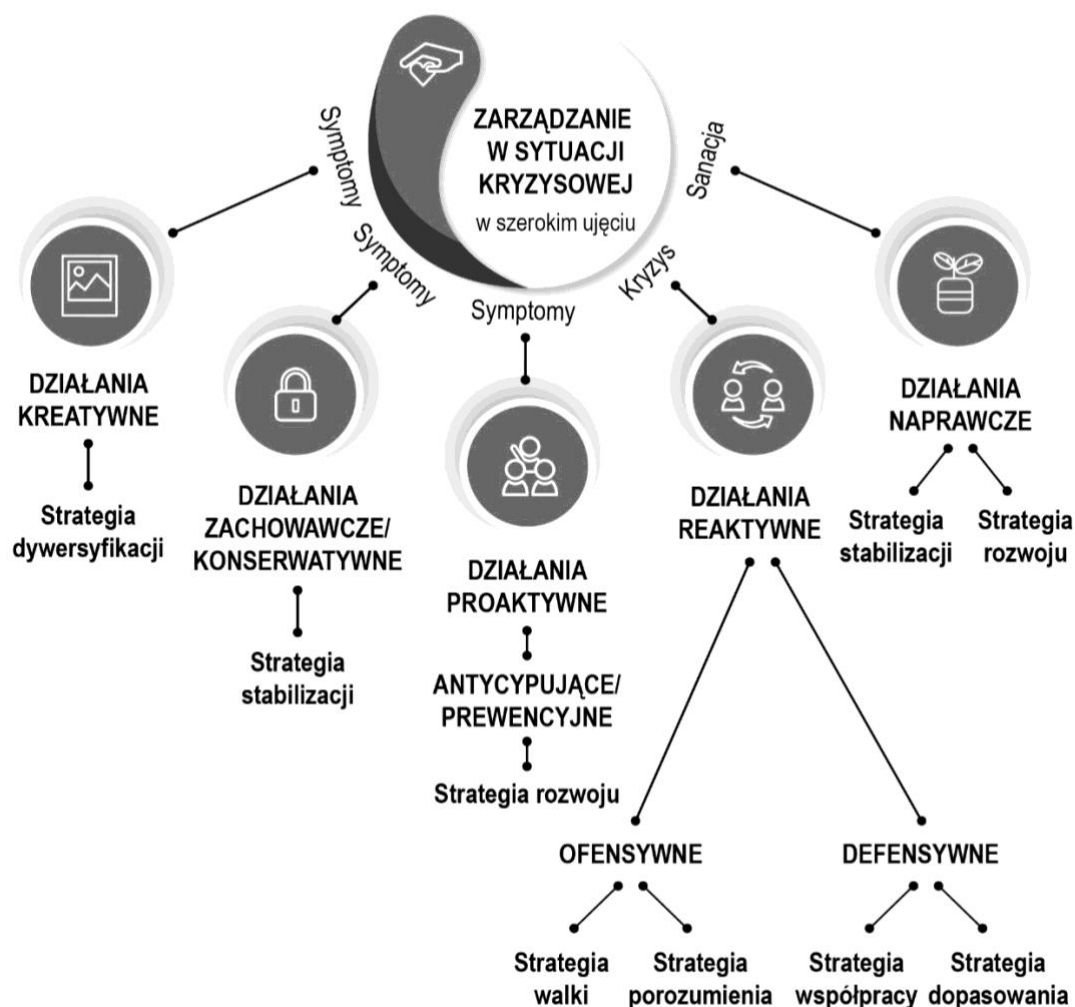 ZARZĄDZANIE
W SYTUACJI
KRYZYSOWEJ
w szerokim ujęciu
Symptomy
Symptomy
Symptomy
Kryzys
Sanacja
DZIAŁANIA
KREATYWNE
Strategia
dywersyfikacji
DZIAŁANIA
ZACHOWAWCZE/
KONSERWATYWNE
Strategia
stabilizacji
DZIAŁANIA
PROAKTYWNE
ANTYCYPUJĄCE/
PREWENCYJNE
Strategia rozwoju
DZIAŁANIA
REAKTYWNE
OFENSYWNE
Strategia
walki
Strategia
porozumienia
DEFENSYWNE
Strategia
współpracy
Strategia
dopasowania
DZIAŁANIA
NAPRAWCZE
Strategia
stabilizacji
Strategia
rozwoju